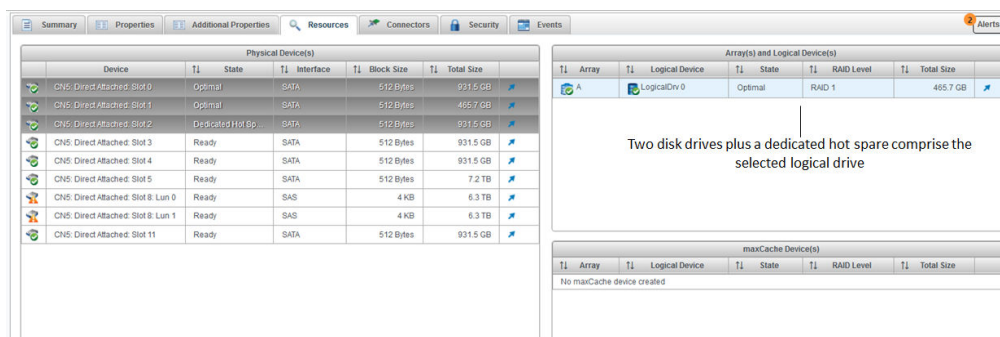 Summary Properties Additional Properties Resources Connectors Security Events 2 Alerts
Physical Device(s)
Device State Interface Block Size Total Size
CN5: Direct Attached: Slot 0 Optimal SATA 512 Bytes 931.5 GB
CN5: Direct Attached: Slot 1 Optimal SATA 512 Bytes 465.7 GB
CN5: Direct Attached: Slot 2 Dedicated Hot Sp... SATA 512 Bytes 931.5 GB
CN5: Direct Attached: Slot 3 Ready SATA 512 Bytes 931.5 GB
CN5: Direct Attached: Slot 4 Ready SATA 512 Bytes 931.5 GB
CN5: Direct Attached: Slot 5 Ready SATA 512 Bytes 7.2 TB
CN5: Direct Attached: Slot 8: Lun 0 Ready SAS 4 KB 6.3 TB
CN5: Direct Attached: Slot 8: Lun 1 Ready SAS 4 KB 6.3 TB
CN5: Direct Attached: Slot 11 Ready SATA 512 Bytes 931.5 GB
Array(s) and Logical Device(s)
Array Logical Device State RAID Level Total Size
A LogicalDrv 0 Optimal RAID 1 465.7 GB
Two disk drives plus a dedicated hot spare comprise the
selected logical drive
maxCache Device(s)
Array Logical Device State RAID Level Total Size
No maxCache device created